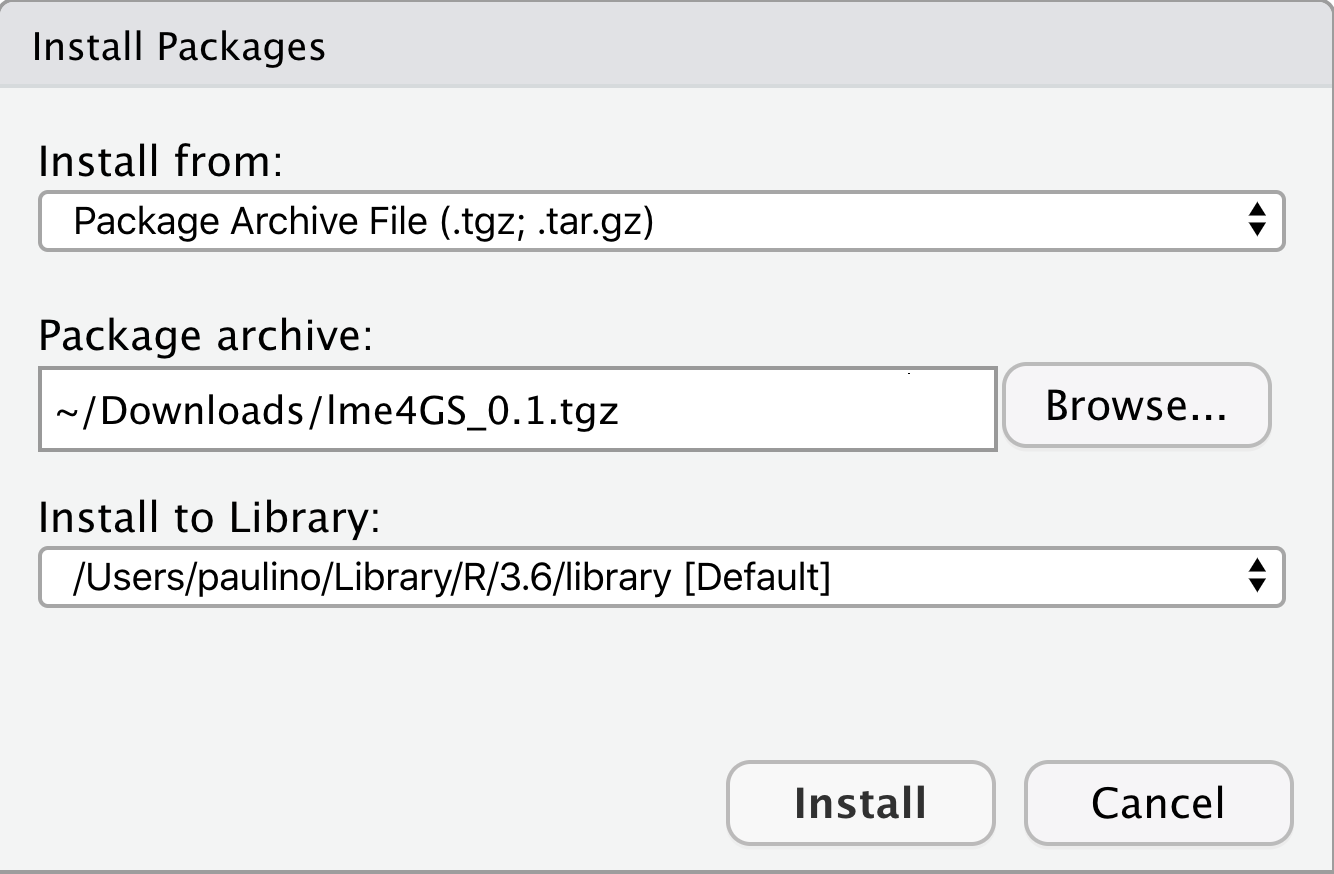 Install Packages
Install from:
Package Archive File (.tgz; .tar.gz)
Package archive:
~/Downloads/lme4GS_0.1.tgz
Browse...
Install to Library:
/Users/paulino/Library/R/3.6/library [Default]
Install
Cancel